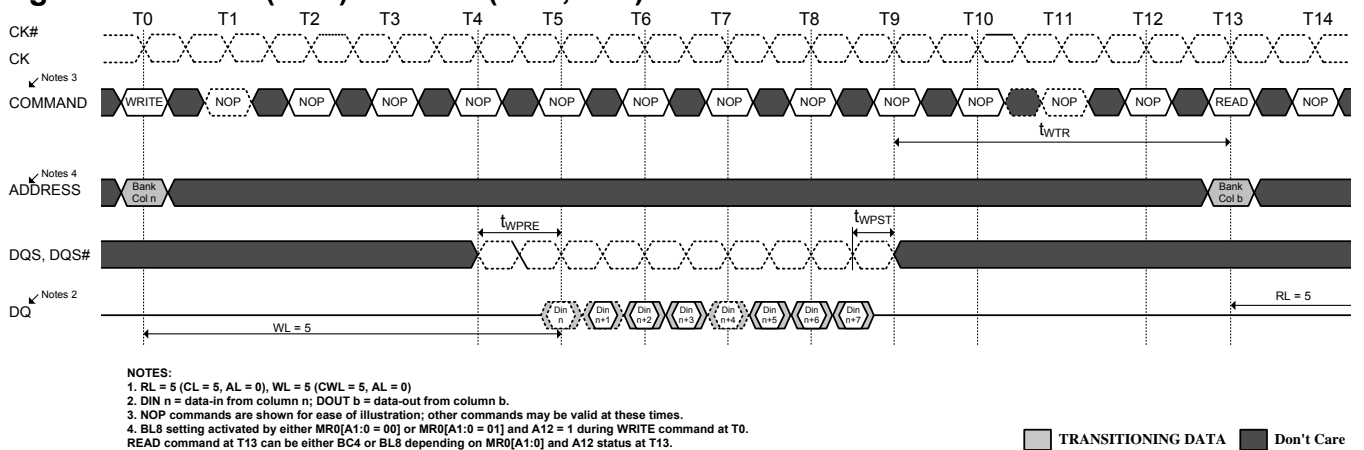 T0 T1 T2 T3 T4 T5 T6 T7 T8 T9 T10 T11 T12 T13 T14
CK#
CK
Notes 3
COMMAND WRITE NOP NOP NOP NOP NOP NOP NOP NOP NOP NOP NOP NOP READ NOP
tWTR
Notes 4
ADDRESS
Bank
Col n
Bank
Col b
tWPRE
tWPST
DQS, DQS#
Notes 2
DQ
Din
n
Din
n+1
Din
n+2
Din
n+3
Din
n+4
Din
n+5
Din
n+6
Din
n+7
RL = 5
WL = 5
NOTES:
1. RL = 5 (CL = 5, AL = 0), WL = 5 (CWL = 5, AL = 0)
2. DIN n = data-in from column n; DOUT b = data-out from column b.
3. NOP commands are shown for ease of illustration; other commands may be valid at these times.
4. BL8 setting activated by either MR0[A1:0 = 00] or MR0[A1:0 = 01] and A12 = 1 during WRITE command at T0.
READ command at T13 can be either BC4 or BL8 depending on MR0[A1:0] and A12 status at T13.
TRANSITIONING DATA
Don't Care